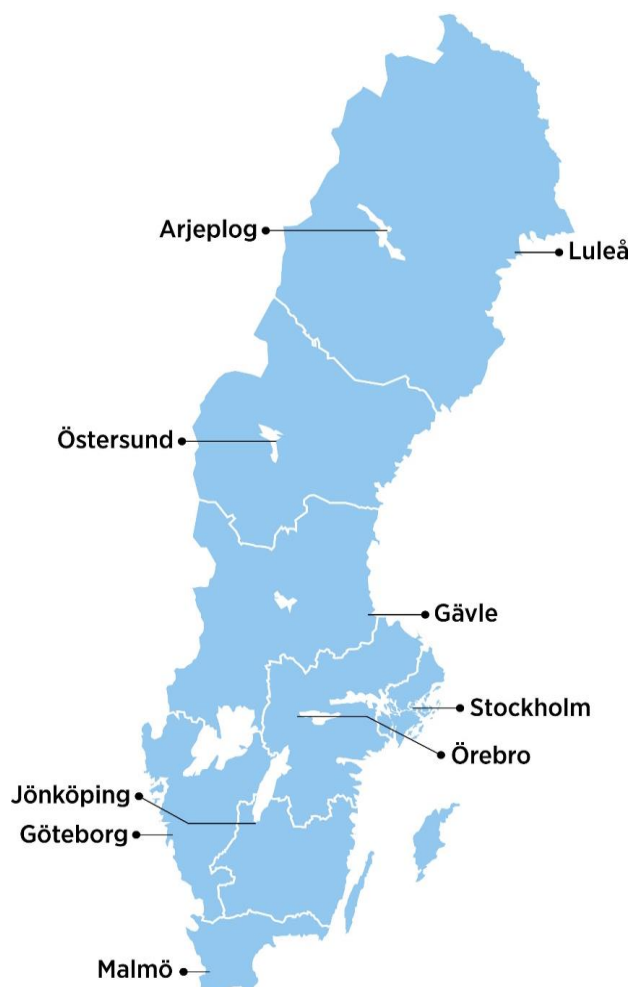 Arjeplog
Luleå
Östersund
Gävle
Stockholm
Örebro
Jönköping
Göteborg
Malmö